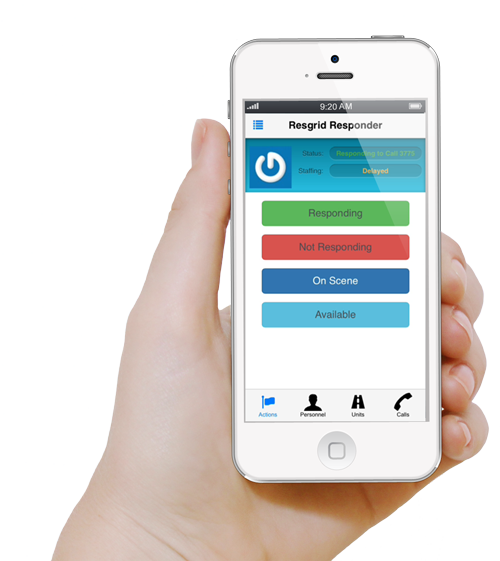 9:20 AM
Resgrid Responder
Status: Responding to Call 3775
Staffing: Delayed
Responding
Not Responding
On Scene
Available
Actions Personnel Units Calls